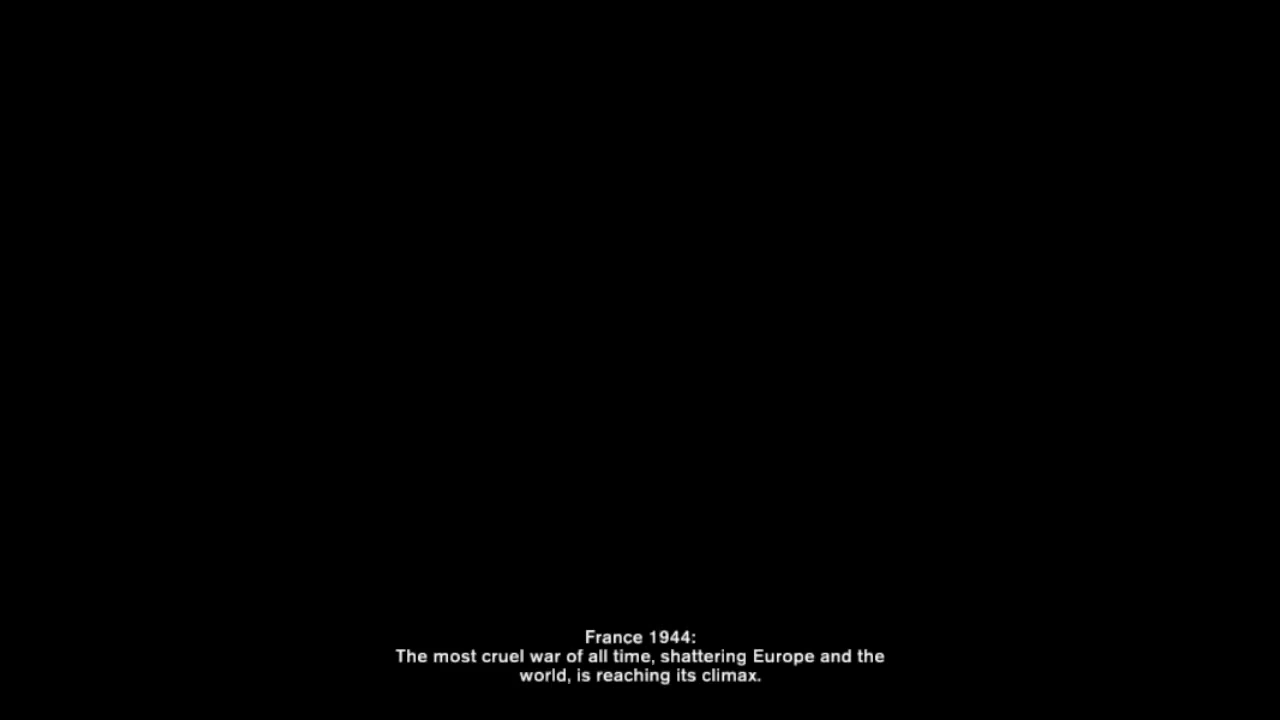 France 1944:
The most cruel war of all time, shattering Europe and the
world, is reaching its climax.